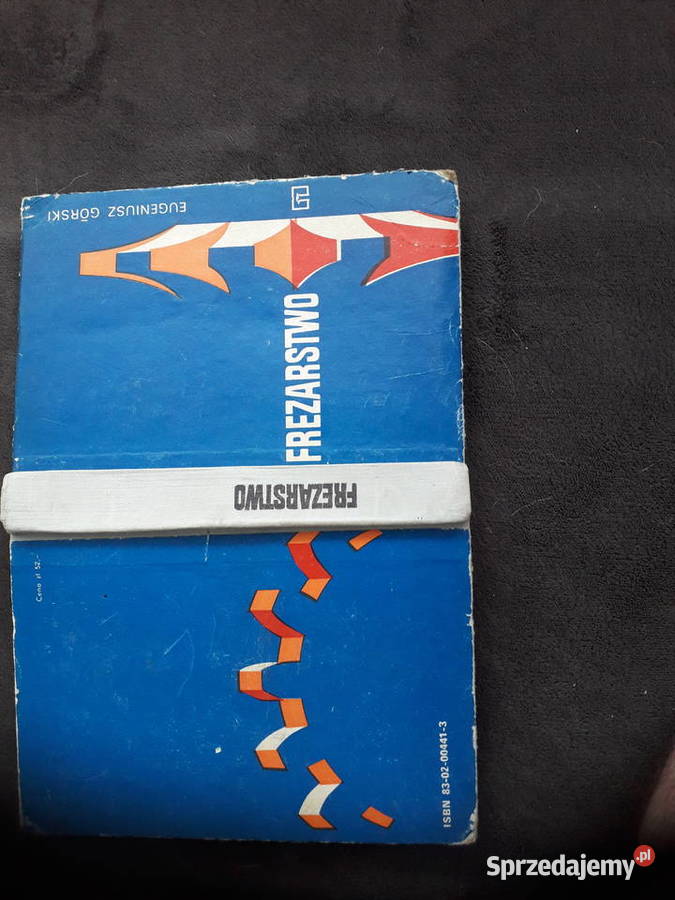 EUGENIUSZ GÓRSKI
FREZARSTWO
FREZARSTWO
Cena zł 52,-
ISBN 83-02-00441-3
Sprzedajemy.pl